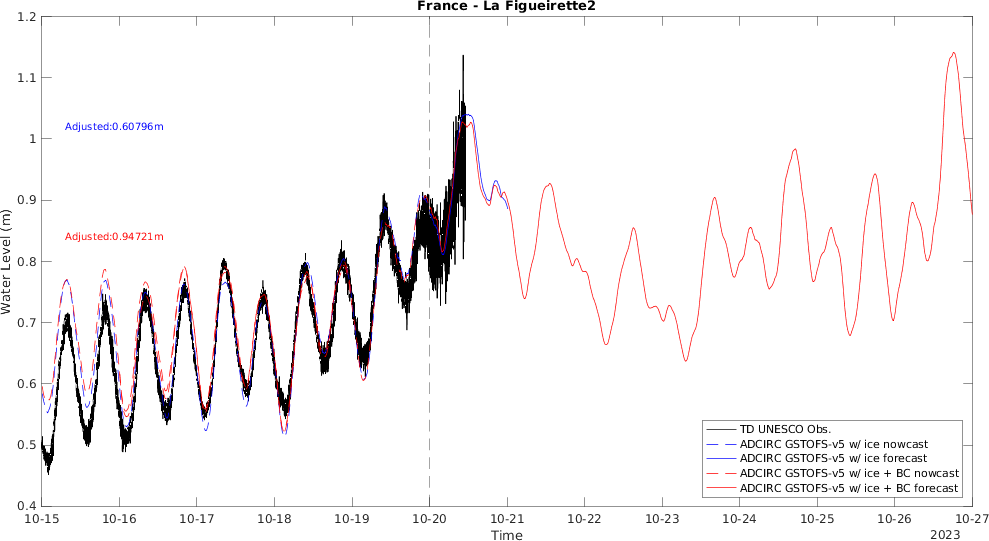 France - La Figueirette2
Water Level (m)
1.2
1.1
1
0.9
0.8
0.7
0.6
0.5
0.4
Adjusted:0.60796m
Adjusted:0.94721m
TD UNESCO Obs.
ADCIRC GSTOFS-v5 w/ ice nowcast
ADCIRC GSTOFS-v5 w/ ice forecast
ADCIRC GSTOFS-v5 w/ ice + BC nowcast
ADCIRC GSTOFS-v5 w/ ice + BC forecast
10-15 10-16 10-17 10-18 10-19 10-20 10-21 10-22 10-23 10-24 10-25 10-26 10-27
Time
2023